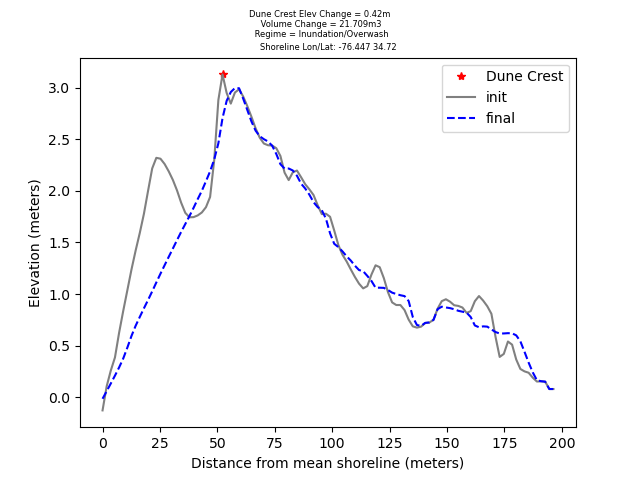 Dune Crest Elev Change = 0.42m
Volume Change = 21.709m3
Regime = Inundation/Overwash
Shoreline Lon/Lat: -76.447 34.72
Dune Crest
init
final
3.0
2.5
2.0
1.5
1.0
0.5
0.0
Elevation (meters)
0 25 50 75 100 125 150 175 200
Distance from mean shoreline (meters)